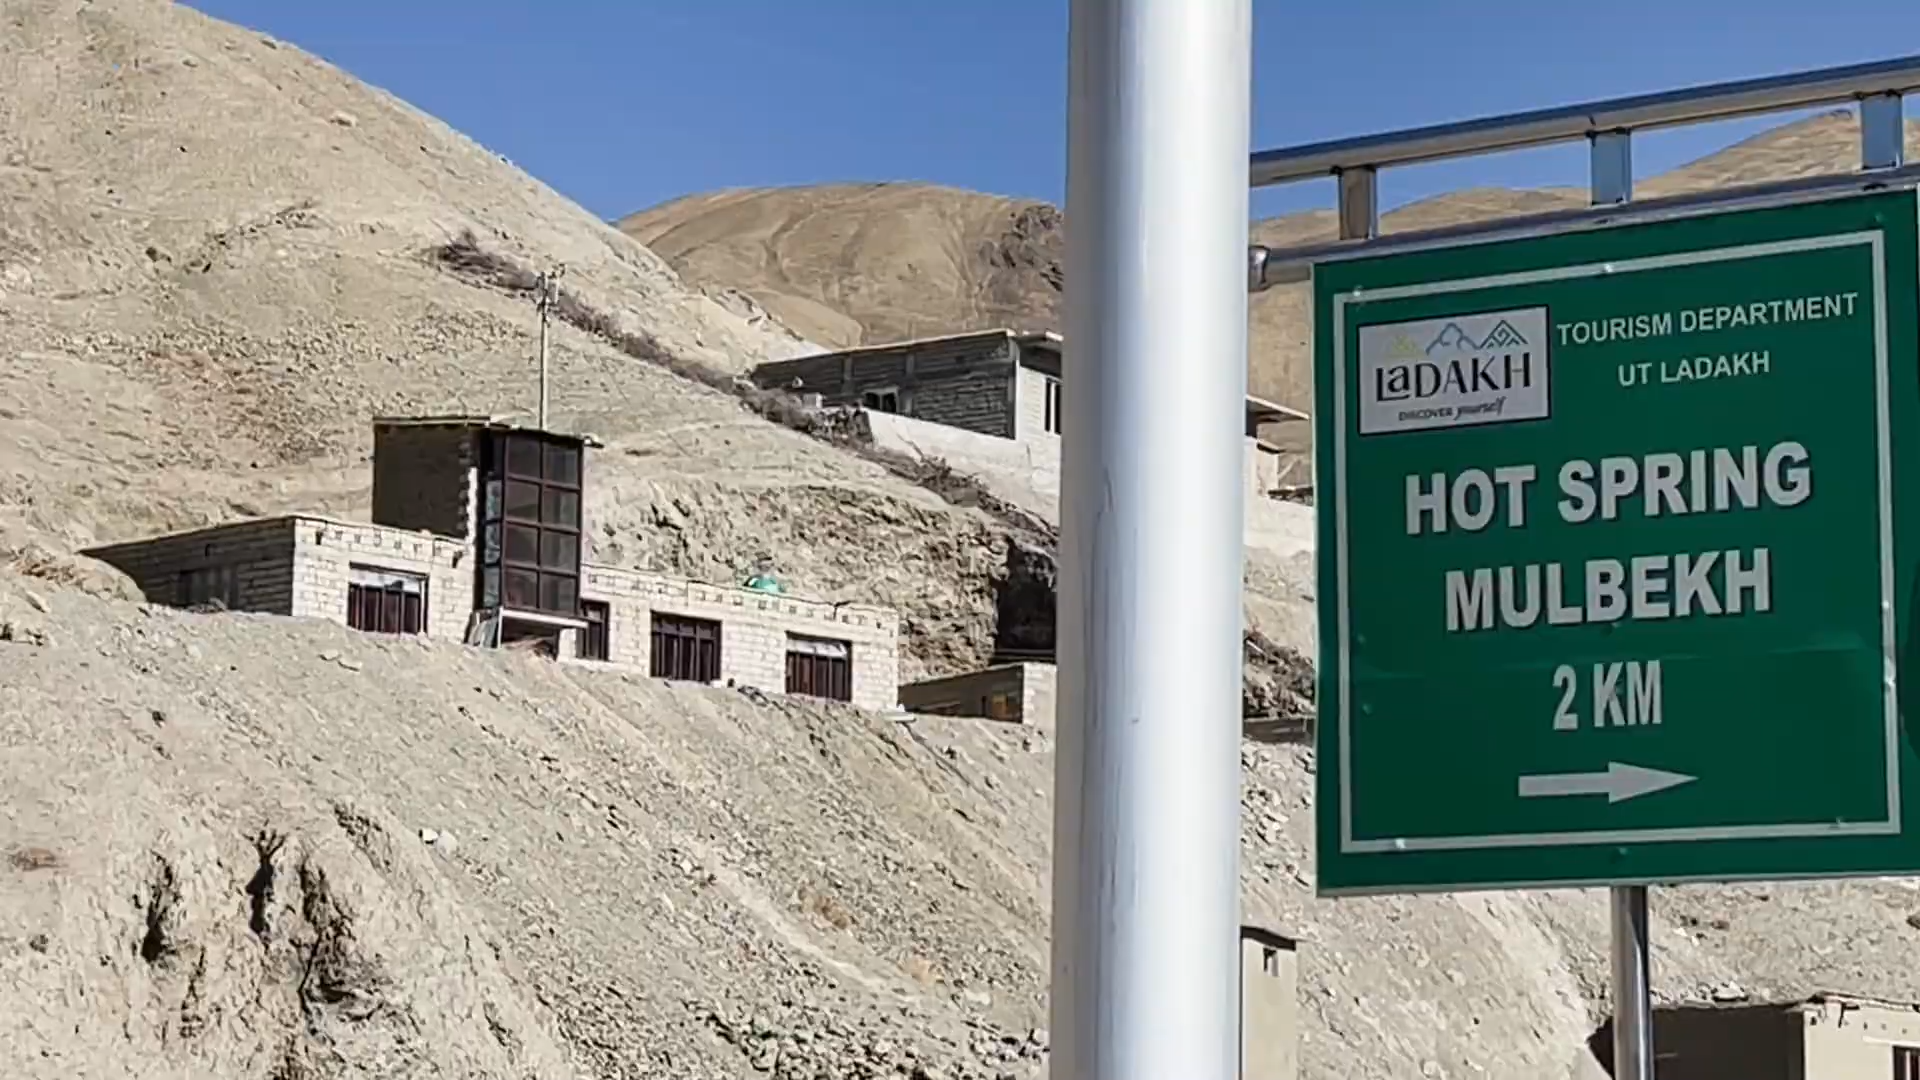 LaDAKH
DISCOVER yourself
TOURISM DEPARTMENT
UT LADAKH
HOT SPRING
MULBEKH
2 KM